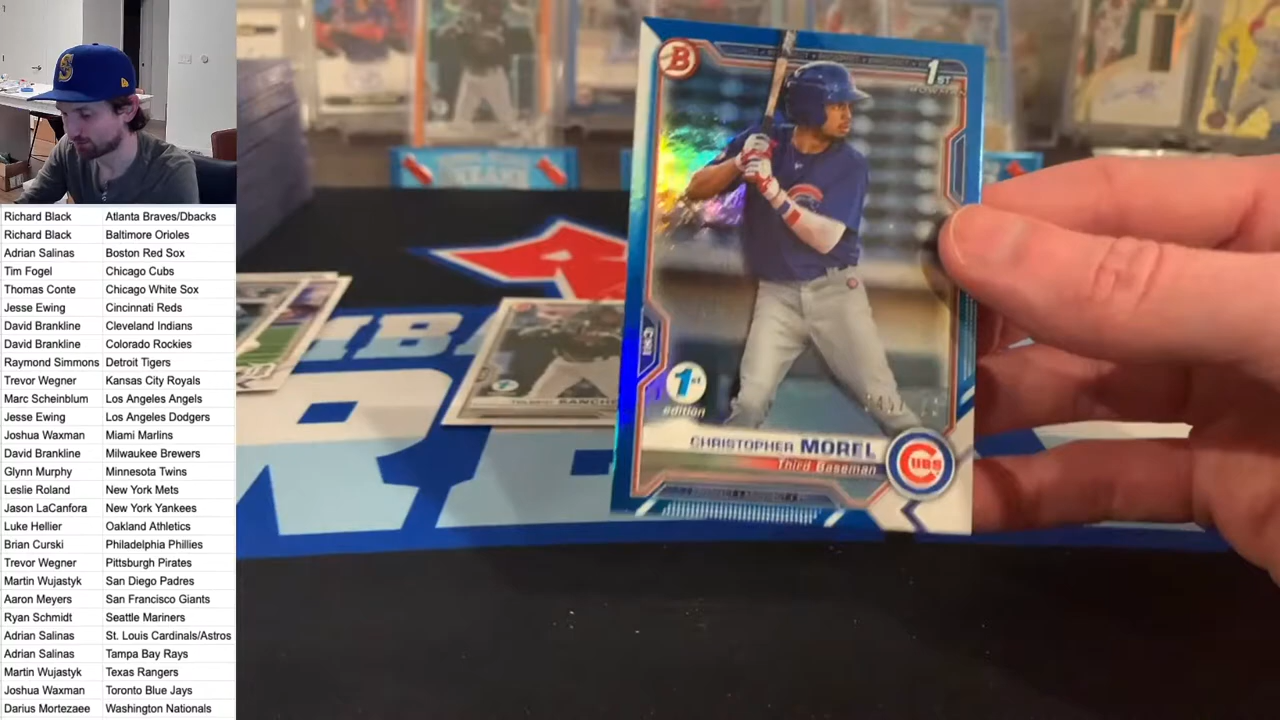 Richard Black Atlanta Braves/Dbacks
Richard Black Baltimore Orioles
Adrian Salinas Boston Red Sox
Tim Fogel Chicago Cubs
Thomas Conte Chicago White Sox
Jesse Ewing Cincinnati Reds
David Brankline Cleveland Indians
David Brankline Colorado Rockies
Raymond Simmons Detroit Tigers
Trevor Wegner Kansas City Royals
Marc Scheinblum Los Angeles Angels
Jesse Ewing Los Angeles Dodgers
Joshua Waxman Miami Marlins
David Brankline Milwaukee Brewers
Glynn Murphy Minnesota Twins
Leslie Roland New York Mets
Jason LaCanfora New York Yankees
Luke Hellier Oakland Athletics
Brian Curski Philadelphia Phillies
Trevor Wegner Pittsburgh Pirates
Martin Wujastyk San Diego Padres
Aaron Meyers San Francisco Giants
Ryan Schmidt Seattle Mariners
Adrian Salinas St. Louis Cardinals/Astros
Adrian Salinas Tampa Bay Rays
Martin Wujastyk Texas Rangers
Joshua Waxman Toronto Blue Jays
Darius Mortezaee Washington Nationals
B
1ST
BOWMAN
1st
edition
CHRISTOPHER MOREL
Third Baseman
CUBS